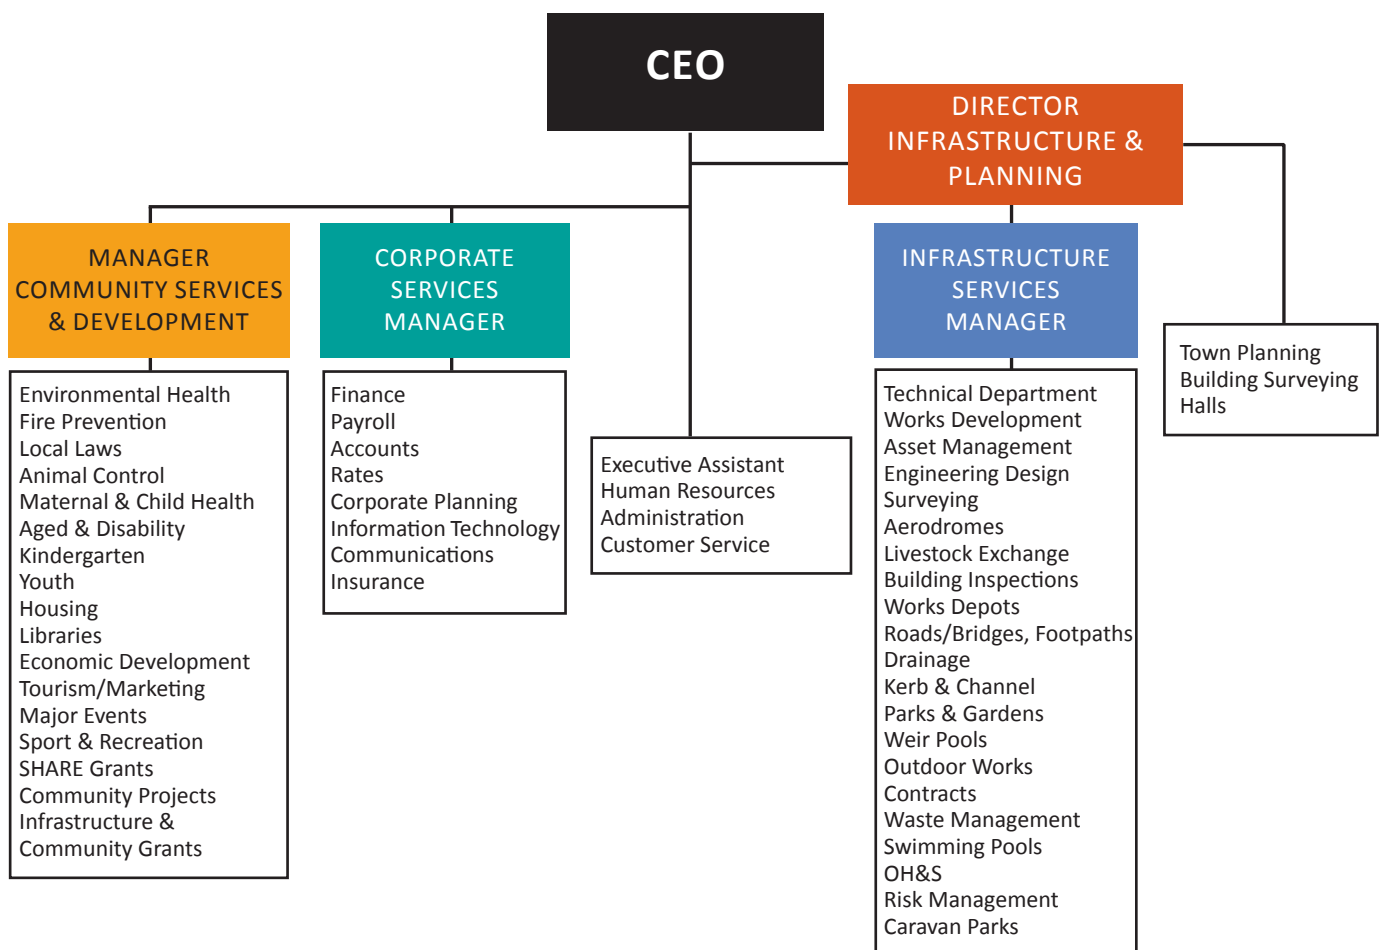 CEO
DIRECTOR
INFRASTRUCTURE &
PLANNING
MANAGER
COMMUNITY SERVICES
& DEVELOPMENT
CORPORATE
SERVICES
MANAGER
INFRASTRUCTURE
SERVICES
MANAGER
Environmental Health
Fire Prevention
Local Laws
Animal Control
Maternal & Child Health
Aged & Disability
Kindergarten
Youth
Housing
Libraries
Economic Development
Tourism/Marketing
Major Events
Sport & Recreation
SHARE Grants
Community Projects
Infrastructure &
Community Grants
Finance
Payroll
Accounts
Rates
Corporate Planning
Information Technology
Communications
Insurance
Executive Assistant
Human Resources
Administration
Customer Service
Technical Department
Works Development
Asset Management
Engineering Design
Surveying
Aerodromes
Livestock Exchange
Building Inspections
Works Depots
Roads/Bridges, Footpaths
Drainage
Kerb & Channel
Parks & Gardens
Weir Pools
Outdoor Works
Contracts
Waste Management
Swimming Pools
OH&S
Risk Management
Caravan Parks
Town Planning
Building Surveying
Halls